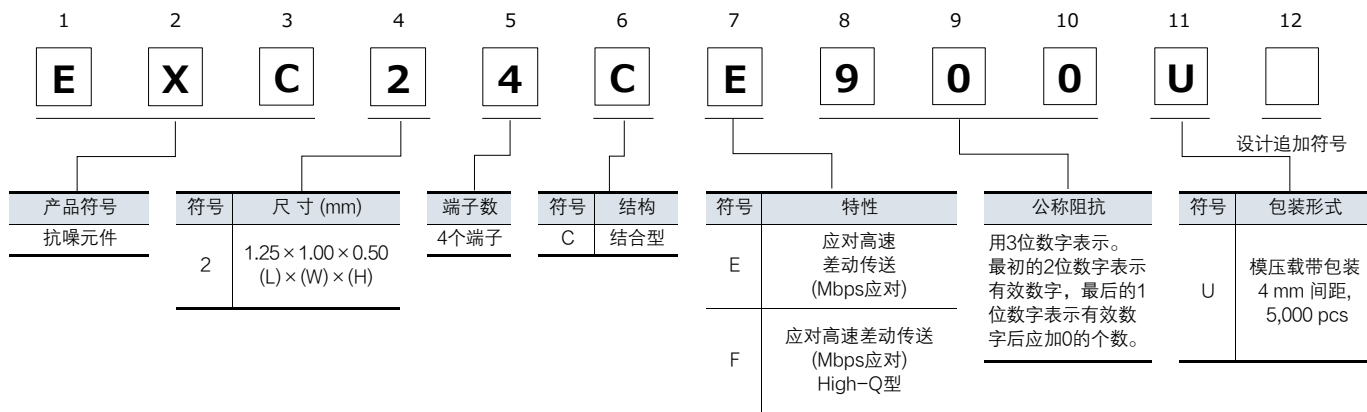 1 2 3 4 5 6 7 8 9 10 11 12
E X C 2 4 C E 9 0 0 U
设计追加符号
产品符号
抗噪元件
符号 尺 寸 (mm)
2 1.25×1.00×0.50
(L)×(W)×(H)
端子数
4个端子
符号 结构
C 结合型
符号 特性
E 应对高速
差动传送
(Mbps应对)
F 应对高速差动传送
(Mbps应对)
High-Q型
公称阻抗
用3位数字表示。
最初的2位数字表示
有效数字，最后的1
位数字表示有效数
字后应加0的个数。
符号 包装形式
U 模压载带包装
4 mm 间距,
5,000 pcs